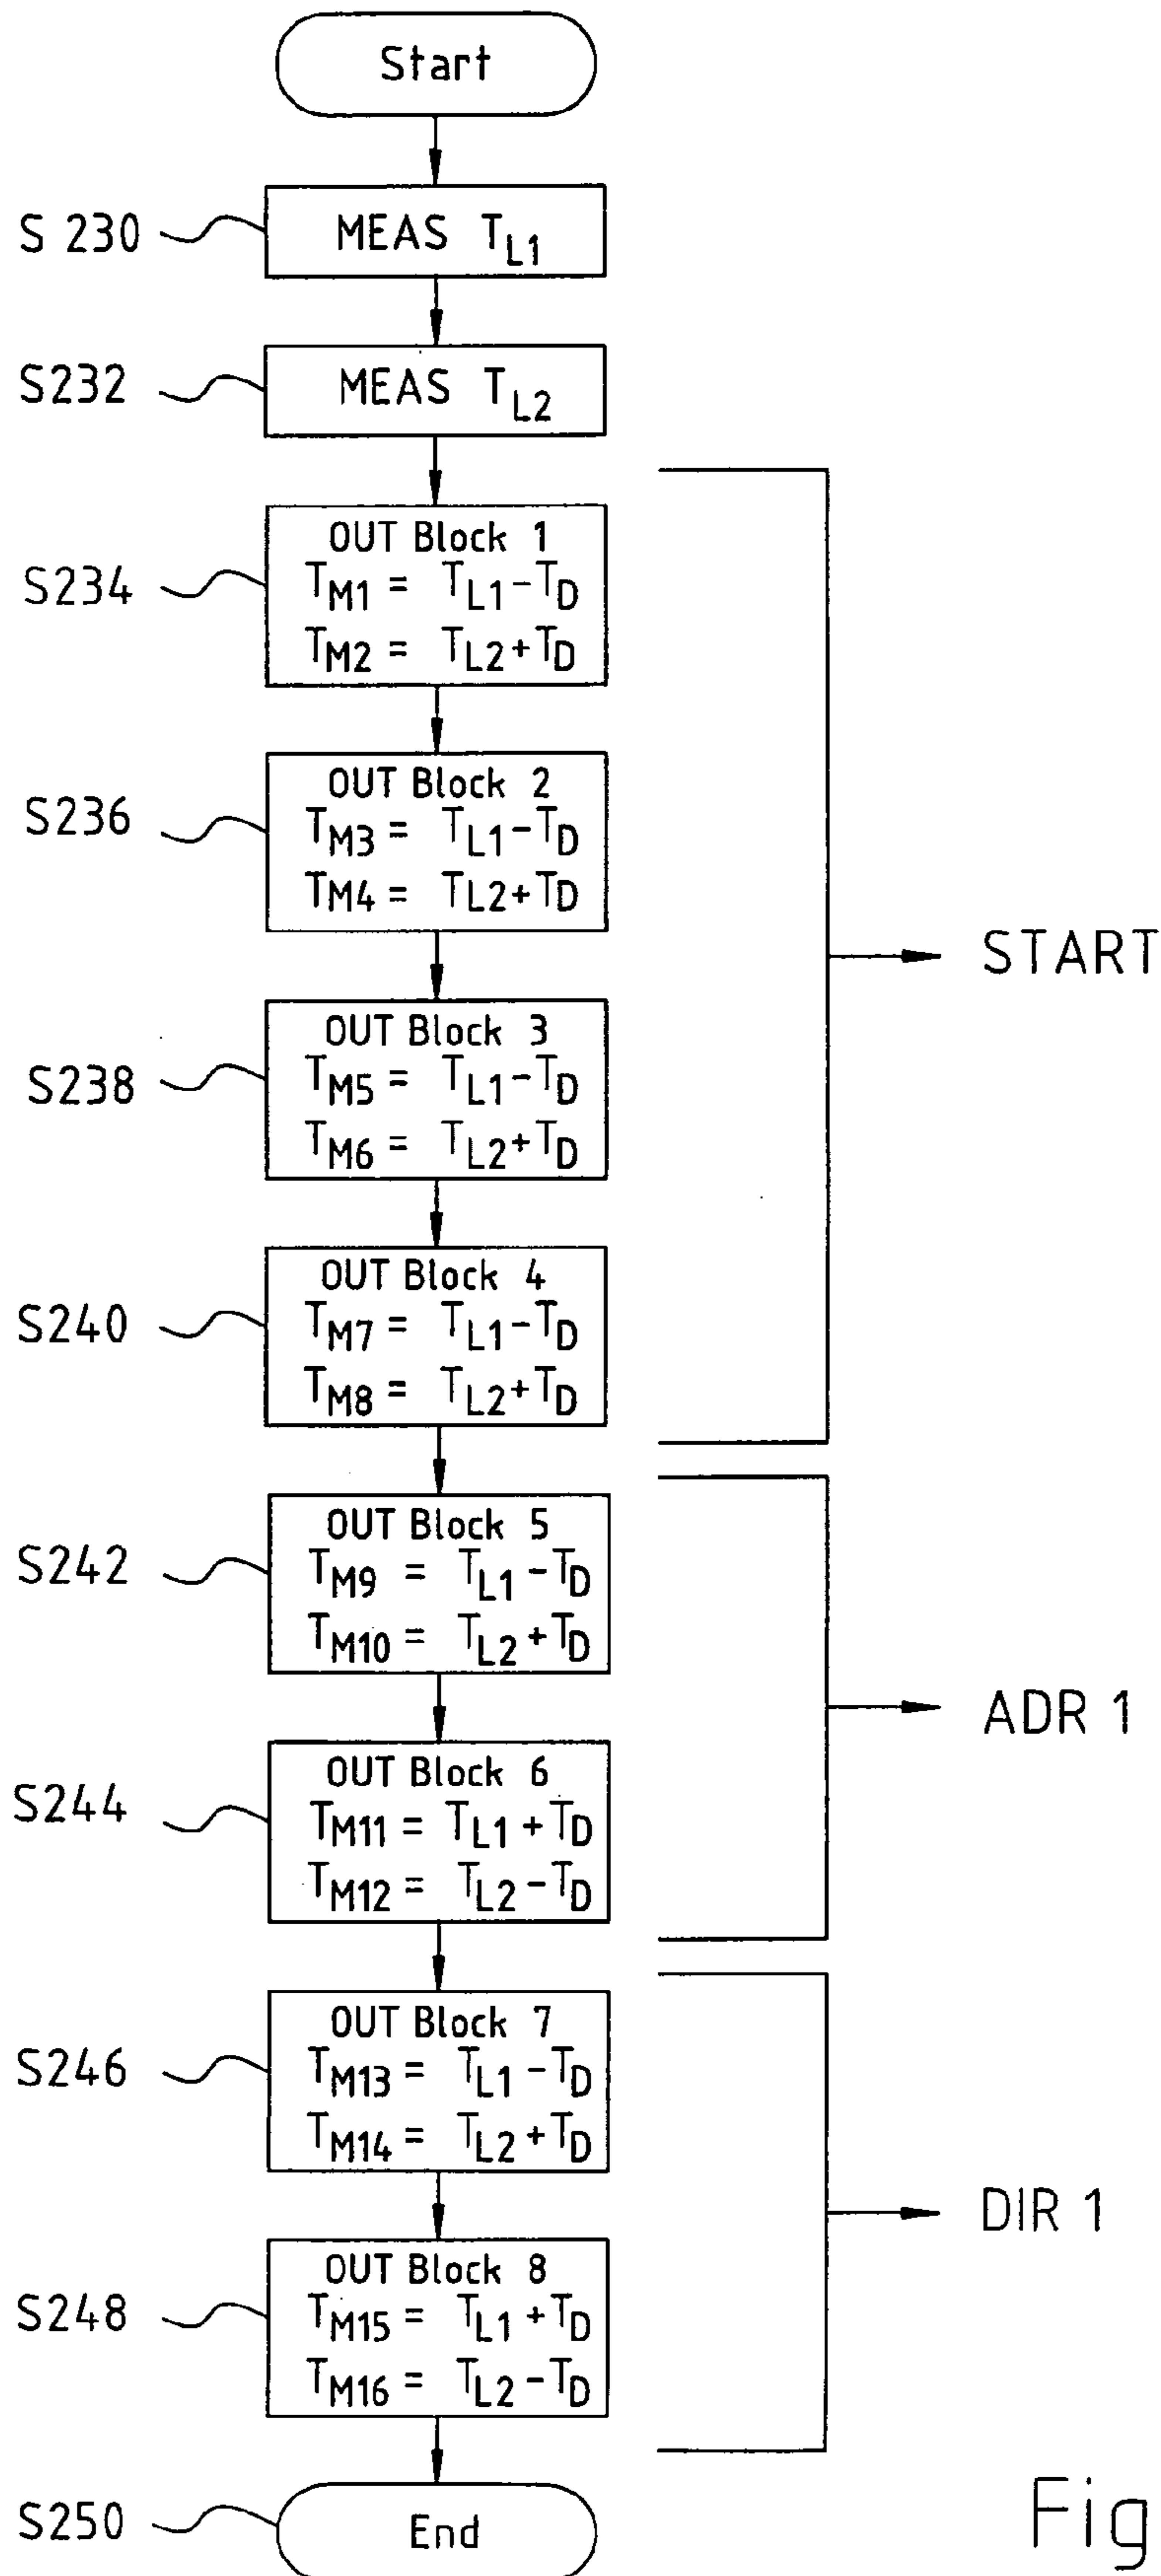 Start
S 230
MEAS T_L1
S232
MEAS T_L2
S234
OUT Block 1
T_M1 = T_L1 - T_D
T_M2 = T_L2 + T_D
S236
OUT Block 2
T_M3 = T_L1 - T_D
T_M4 = T_L2 + T_D
START
S238
OUT Block 3
T_M5 = T_L1 - T_D
T_M6 = T_L2 + T_D
S240
OUT Block 4
T_M7 = T_L1 - T_D
T_M8 = T_L2 + T_D
S242
OUT Block 5
T_M9 = T_L1 - T_D
T_M10 = T_L2 + T_D
ADR 1
S244
OUT Block 6
T_M11 = T_L1 + T_D
T_M12 = T_L2 - T_D
S246
OUT Block 7
T_M13 = T_L1 - T_D
T_M14 = T_L2 + T_D
DIR 1
S248
OUT Block 8
T_M15 = T_L1 + T_D
T_M16 = T_L2 - T_D
S250
End
Fig